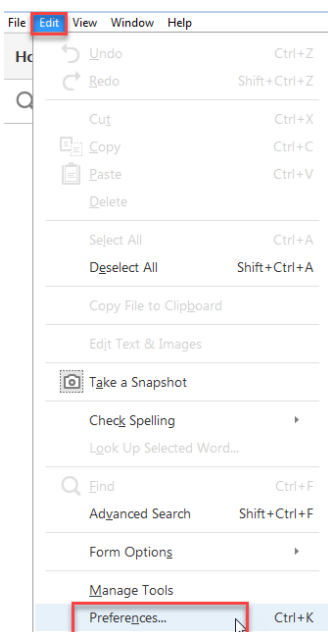 File Edit View Window Help
Ho
Undo Ctrl+Z
Redo Shift+Ctrl+Z
Cut Ctrl+X
Copy Ctrl+C
Paste Ctrl+V
Delete
Select All Ctrl+A
Deselect All Shift+Ctrl+A
Copy File to Clipboard
Edit Text & Images
Take a Snapshot
Check Spelling
Look Up Selected Word...
Find Ctrl+F
Advanced Search Shift+Ctrl+F
Form Options
Manage Tools
Preferences... Ctrl+K